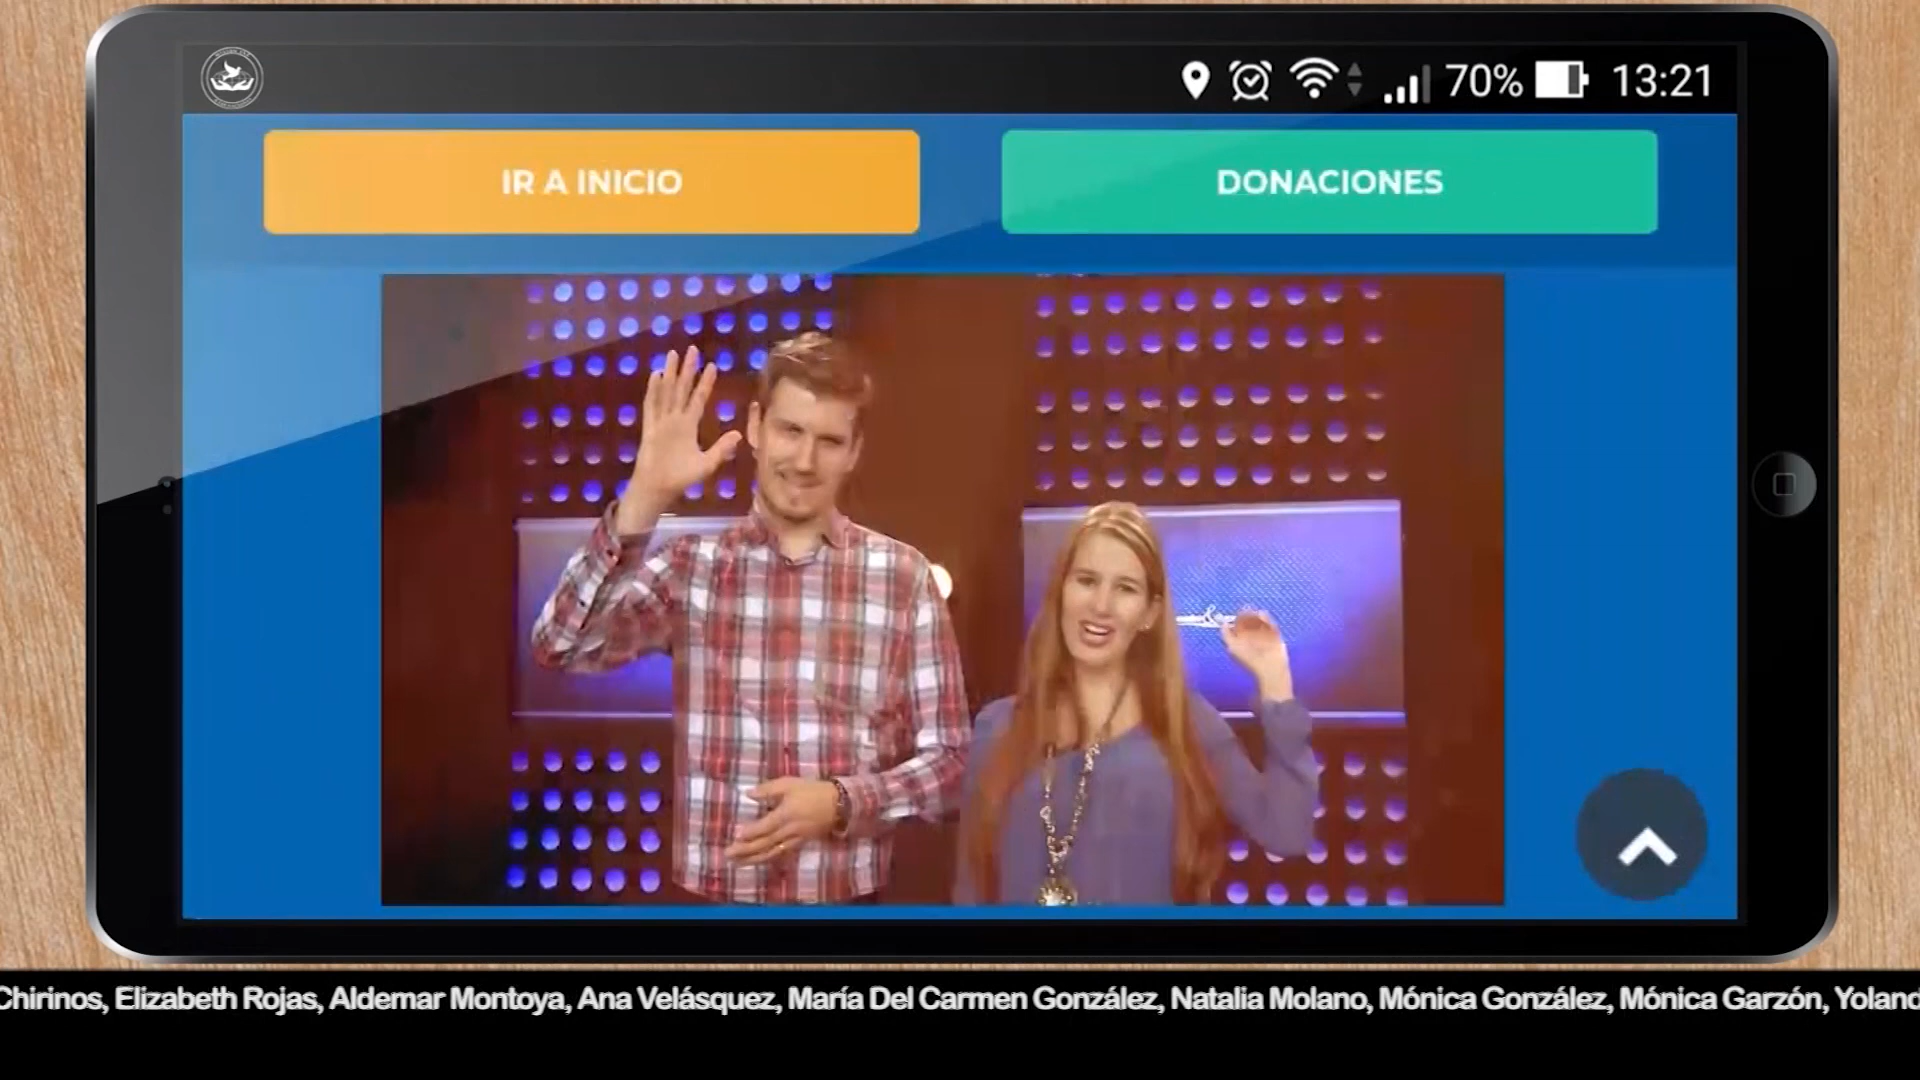 70% 13:21
IR A INICIO
DONACIONES
Chirinos, Elizabeth Rojas, Aldemar Montoya, Ana Velásquez, María Del Carmen González, Natalia Molano, Mónica González, Mónica Garzón, Yoland